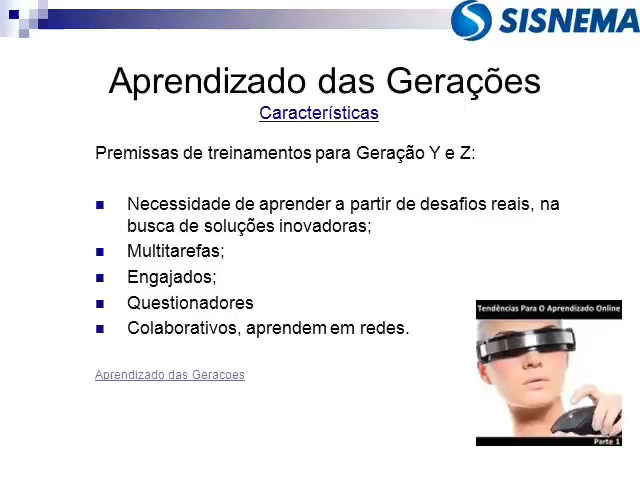 SISNEMA
Aprendizado das Gerações
Características
Premissas de treinamentos para Geração Y e Z:
Necessidade de aprender a partir de desafios reais, na
busca de soluções inovadoras;
Multitarefas;
Engajados;
Questionadores
Colaborativos, aprendem em redes.
Tendências Para O Aprendizado Online
Aprendizado das Geracoes
Parte 1